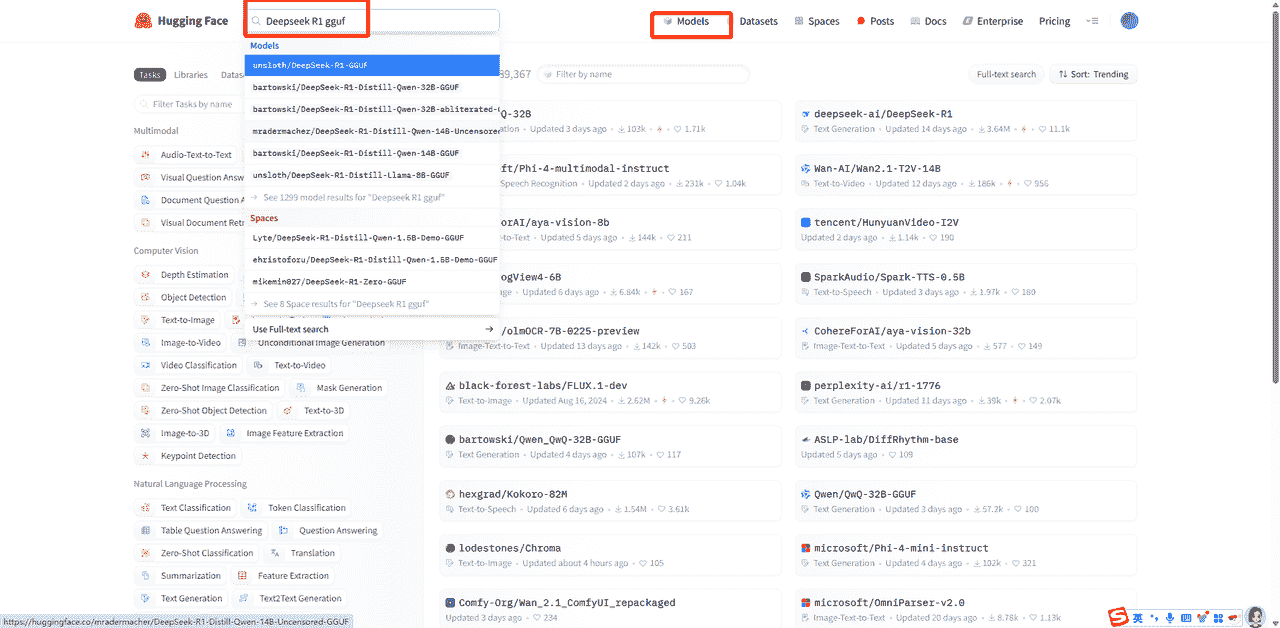 Hugging Face
Deepseek R1 gguf
Models
Datasets
Spaces
Posts
Docs
Enterprise
Pricing
Models
unsloth/DeepSeek-R1-GGUF
bartowski/DeepSeek-R1-Distill-Qwen-32B-GGUF
bartowski/DeepSeek-R1-Distill-Qwen-32B-abliterated-
mradermacher/DeepSeek-R1-Distill-Qwen-14B-Uncensored
bartowski/DeepSeek-R1-Distill-Qwen-14B-GGUF
unsloth/DeepSeek-R1-Distill-Llama-8B-GGUF
→ See 1299 model results for "Deepseek R1 gguf"
Spaces
Lyte/DeepSeek-R1-Distill-Qwen-1.5B-Demo-GGUF
ehristoforu/DeepSeek-R1-Distill-Qwen-1.5B-Demo-GGUF
mikemin027/DeepSeek-R1-Zero-GGUF
→ See 8 Space results for "Deepseek R1 gguf"
Use Full-text search →
Tasks Libraries Datas
Filter Tasks by name
Multimodal
Audio-Text-to-Text
Visual Question Answ
Document Question A
Visual Document Retr
Computer Vision
Depth Estimation
Object Detection
Text-to-Image
Image-to-Video Unconditional Image Generation
Video Classification Text-to-Video
Zero-Shot Image Classification Mask Generation
Zero-Shot Object Detection Text-to-3D
Image-to-3D Image Feature Extraction
Keypoint Detection
Natural Language Processing
Text Classification Token Classification
Table Question Answering Question Answering
Zero-Shot Classification Translation
Summarization Feature Extraction
Text Generation Text2Text Generation
https://huggingface.co/mradermacher/DeepSeek-R1-Distill-Qwen-14B-Uncensored-GGUF
89,367 Filter by name Full-text search Sort: Trending
Q-32B
ation • Updated 3 days ago • 103k • 1.71k
deepseek-ai/DeepSeek-R1
Text Generation • Updated 14 days ago • 3.64M • 11.1k
ft/Phi-4-multimodal-instruct
Speech Recognition • Updated 2 days ago • 231k • 1.04k
Wan-AI/Wan2.1-T2V-14B
Text-to-Video • Updated 12 days ago • 186k • 956
orAI/aya-vision-8b
-to-Text • Updated 5 days ago • 144k • 211
tencent/HunyuanVideo-I2V
Updated 2 days ago • 1.14k • 190
ogView4-6B
age • Updated 6 days ago • 6.84k • 167
SparkAudio/Spark-TTS-0.5B
Text-to-Speech • Updated 3 days ago • 1.97k • 180
/olmOCR-7B-0225-preview
Image-Text-to-Text • Updated 13 days ago • 142k • 503
CohereForAI/aya-vision-32b
Image-Text-to-Text • Updated 5 days ago • 577 • 149
black-forest-labs/FLUX.1-dev
Text-to-Image • Updated Aug 16, 2024 • 2.62M • 9.26k
perplexity-ai/r1-1776
Text Generation • Updated 11 days ago • 39k • 2.07k
bartowski/Qwen_QwQ-32B-GGUF
Text Generation • Updated 4 days ago • 107k • 117
ASLP-lab/DiffRhythm-base
Updated 5 days ago • 109
hexgrad/Kokoro-82M
Text-to-Speech • Updated 6 days ago • 1.54M • 3.61k
Qwen/QwQ-32B-GGUF
Text Generation • Updated 3 days ago • 57.2k • 100
lodestones/Chroma
Text-to-Image • Updated about 4 hours ago • 105
microsoft/Phi-4-mini-instruct
Text Generation • Updated 4 days ago • 102k • 321
Comfy-Org/Wan_2.1_ComfyUI_repackaged
Updated 3 days ago • 234
microsoft/OmniParser-v2.0
Image-Text-to-Text • Updated 20 days ago • 8.78k • 1.13k
英